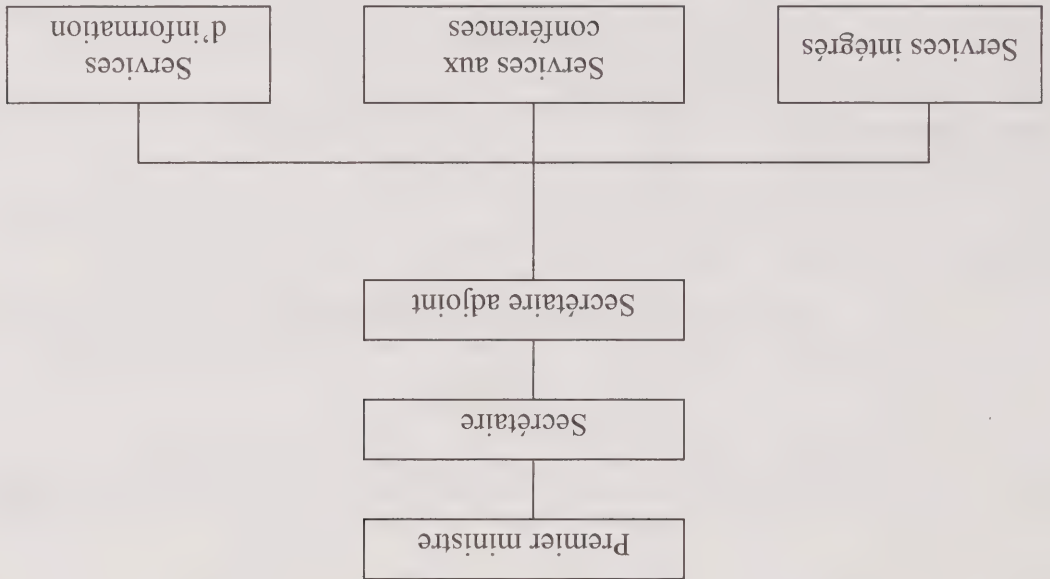 Premier ministre
Secrétaire
Secrétaire adjoint
Services intégrés
Services aux
conférences
Services
d'information